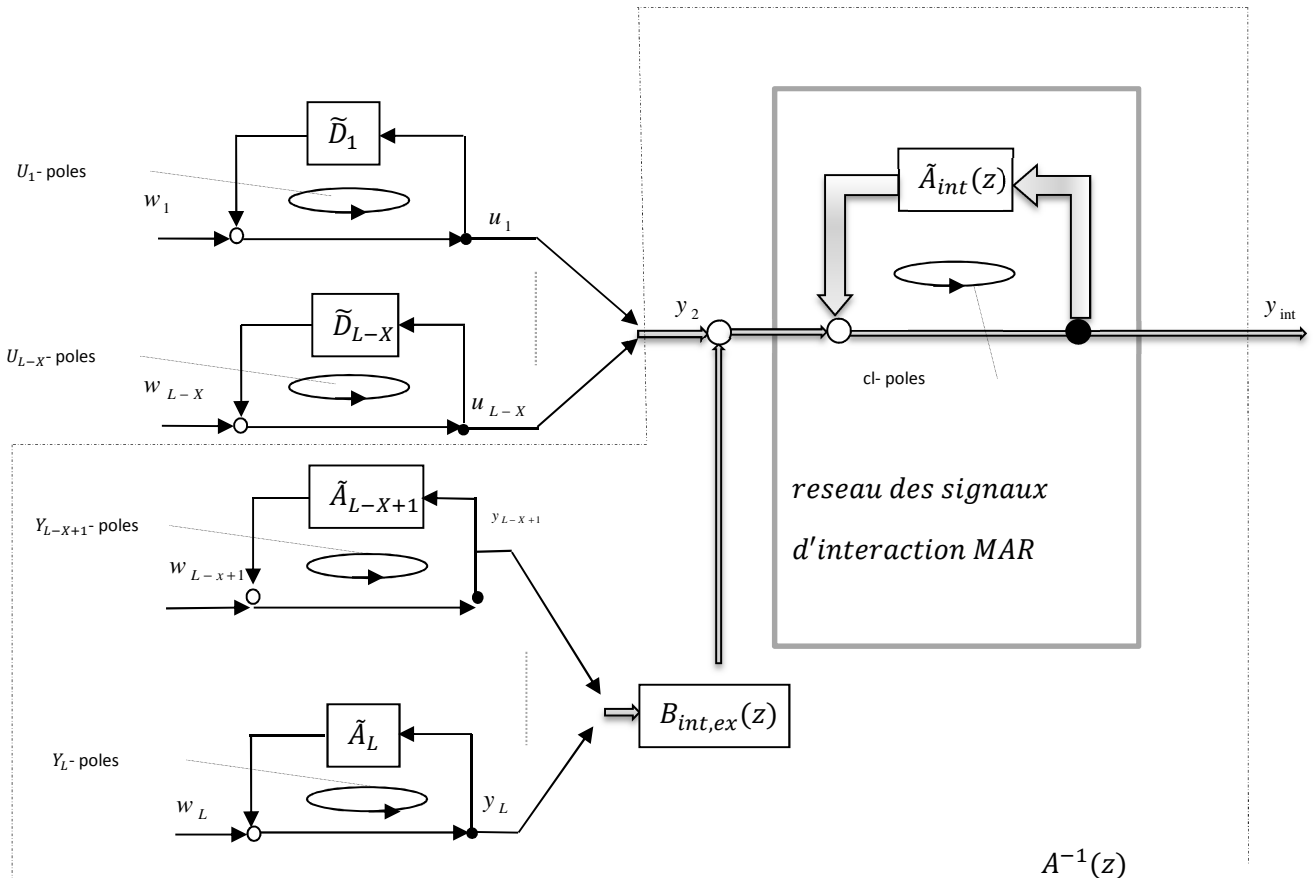 D̃₁
U₁- poles
w₁
u₁
D̃_{L−X}
U_{L−X}- poles
w_{L−X}
u_{L−X}
y₂
Ã_{int}(z)
cl- poles
y_{int}
reseau des signaux
d'interaction MAR
Ã_{L−X+1}
Y_{L−X+1}- poles
w_{L−x+1}
y_{L−X+1}
Ã_L
Y_L- poles
w_L
y_L
B_{int,ex}(z)
A⁻¹(z)